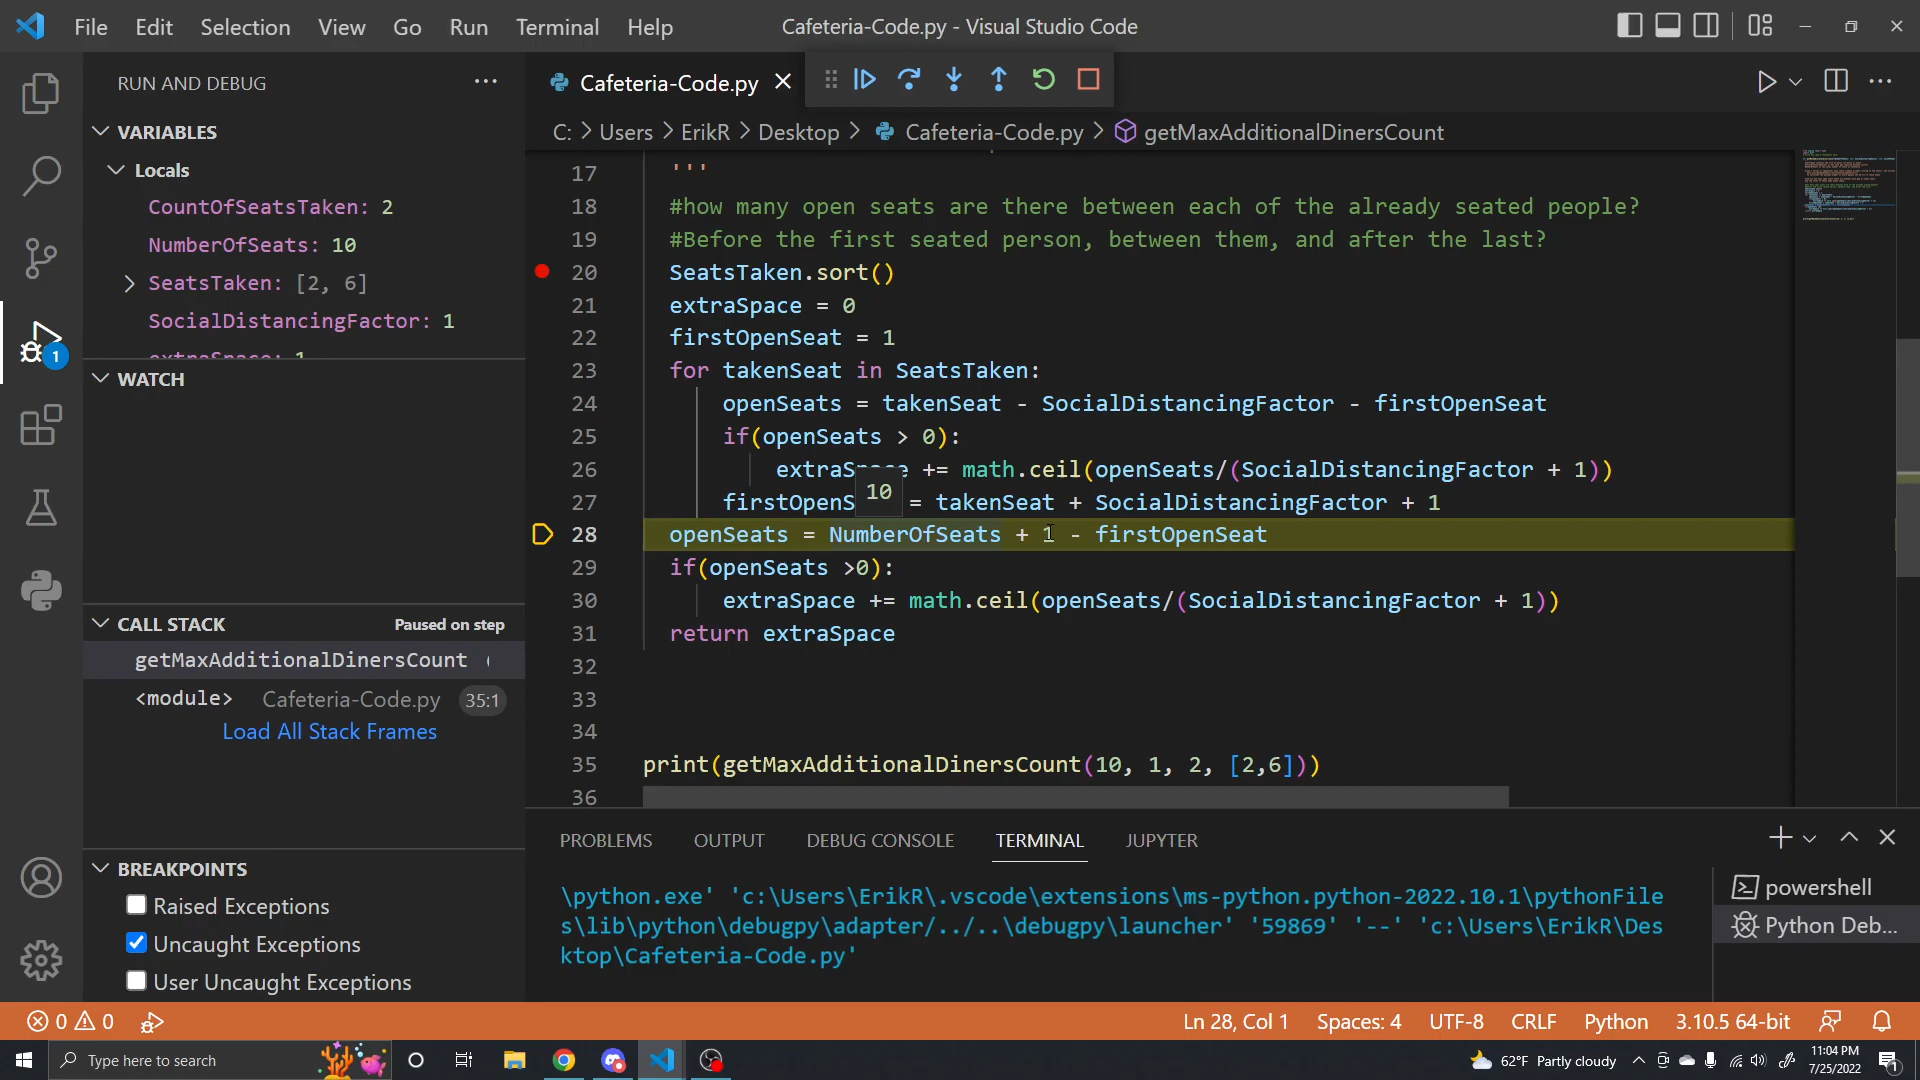 File Edit Selection View Go Run Terminal Help
Cafeteria-Code.py - Visual Studio Code
RUN AND DEBUG
VARIABLES
Locals
CountOfSeatsTaken: 2
NumberOfSeats: 10
SeatsTaken: [2, 6]
SocialDistancingFactor: 1
extraSpace: 1
WATCH
CALL STACK
Paused on step
getMaxAdditionalDinersCount (
<module> Cafeteria-Code.py 35:1
Load All Stack Frames
BREAKPOINTS
Raised Exceptions
Uncaught Exceptions
User Uncaught Exceptions
1
Cafeteria-Code.py
C: > Users > ErikR > Desktop > Cafeteria-Code.py > getMaxAdditionalDinersCount
17 '''
18 #how many open seats are there between each of the already seated people?
19 #Before the first seated person, between them, and after the last?
20 SeatsTaken.sort()
21 extraSpace = 0
22 firstOpenSeat = 1
23 for takenSeat in SeatsTaken:
24 openSeats = takenSeat - SocialDistancingFactor - firstOpenSeat
25 if(openSeats > 0):
26 extraSpace += math.ceil(openSeats/(SocialDistancingFactor + 1))
27 firstOpenS = takenSeat + SocialDistancingFactor + 1
10
28 openSeats = NumberOfSeats + 1 - firstOpenSeat
29 if(openSeats >0):
30 extraSpace += math.ceil(openSeats/(SocialDistancingFactor + 1))
31 return extraSpace
32
33
34
35 print(getMaxAdditionalDinersCount(10, 1, 2, [2,6]))
36
PROBLEMS OUTPUT DEBUG CONSOLE TERMINAL JUPYTER
\python.exe' 'c:\Users\ErikR\.vscode\extensions\ms-python.python-2022.10.1\pythonFile
s\lib\python\debugpy\adapter/../..\debugpy\launcher' '59869' '--' 'c:\Users\ErikR\Des
ktop\Cafeteria-Code.py'
powershell
Python Deb...
0 0
Ln 28, Col 1 Spaces: 4 UTF-8 CRLF Python 3.10.5 64-bit
Type here to search
62°F Partly cloudy
11:04 PM
7/25/2022
1